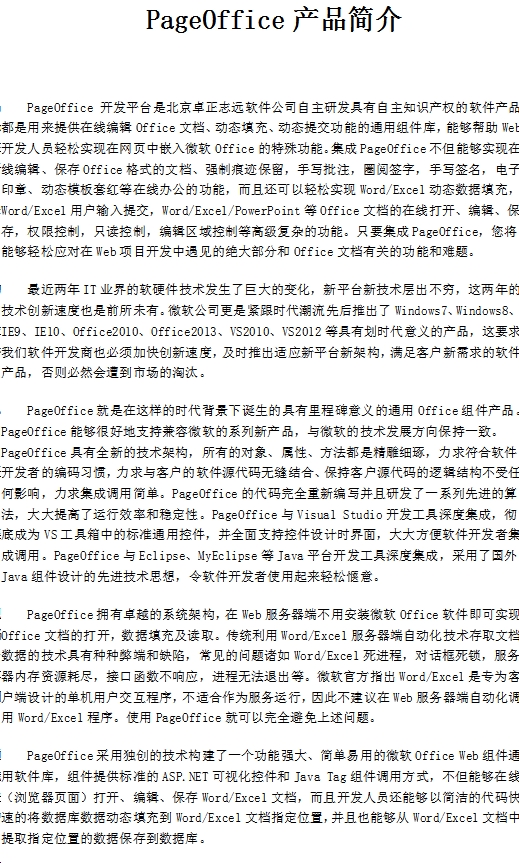 PageOffice 产品简介
PageOffice 开发平台是北京卓正志远软件公司自主研发具有自主知识产权的软件产品
都是用来提供在线编辑 Office 文档、动态填充、动态提交功能的通用组件库，能够帮助 Web
开发人员轻松实现在网页中嵌入微软 Office 的特殊功能。集成 PageOffice 不但能够实现在
线编辑、保存 Office 格式的文档、强制痕迹保留，手写批注，圈阅签字，手写签名，电子
印章、动态模板套红等在线办公的功能，而且还可以轻松实现 Word/Excel 动态数据填充，
Word/Excel 用户输入提交，Word/Excel/PowerPoint 等 Office 文档的在线打开、编辑、保
存，权限控制，只读控制，编辑区域控制等高级复杂的功能。只要集成 PageOffice，您将
能够轻松应对在 Web 项目开发中遇见的绝大部分和 Office 文档有关的功能和难题。
最近两年 IT 业界的软硬件技术发生了巨大的变化，新平台新技术层出不穷，这两年的
技术创新速度也是前所未有。微软公司更是紧跟时代潮流先后推出了 Windows7、Windows8、
IE9、IE10、Office2010、Office2013、VS2010、VS2012 等具有划时代意义的产品，这要求
我们软件开发商也必须加快创新速度，及时推出适应新平台新架构，满足客户新需求的软件
产品，否则必然会遭到市场的淘汰。
PageOffice 就是在这样的时代背景下诞生的具有里程碑意义的通用 Office 组件产品。
PageOffice 能够很好地支持兼容微软的系列新产品，与微软的技术发展方向保持一致。
PageOffice 具有全新的技术架构，所有的对象、属性、方法都是精雕细琢，力求符合软件
开发者的编码习惯，力求与客户的软件源代码无缝结合、保持客户源代码的逻辑结构不受任
何影响，力求集成调用简单。PageOffice 的代码完全重新编写并且研发了一系列先进的算
法，大大提高了运行效率和稳定性。PageOffice 与 Visual Studio 开发工具深度集成，彻
底成为 VS 工具箱中的标准通用控件，并全面支持控件设计时界面，大大方便软件开发者集
成调用。PageOffice 与 Eclipse、MyEclipse 等 Java 平台开发工具深度集成，采用了国外
Java 组件设计的先进技术思想，令软件开发者使用起来轻松惬意。
PageOffice 拥有卓越的系统架构，在 Web 服务器端不用安装微软 Office 软件即可实现
Office 文档的打开，数据填充及读取。传统利用 Word/Excel 服务器端自动化技术存取文档
数据的技术具有种种弊端和缺陷，常见的问题诸如 Word/Excel 死进程，对话框死锁，服务
器内存资源耗尽，接口函数不响应，进程无法退出等。微软官方指出 Word/Excel 是专为客
户端设计的单机用户交互程序，不适合作为服务运行，因此不建议在 Web 服务器端自动化调
用 Word/Excel 程序。使用 PageOffice 就可以完全避免上述问题。
PageOffice 采用独创的技术构建了一个功能强大、简单易用的微软 Office Web 组件通
用软件库，组件提供标准的 ASP.NET 可视化控件和 Java Tag 组件调用方式，不但能够在线
（浏览器页面）打开、编辑、保存 Word/Excel 文档，而且开发人员还能够以简洁的代码快
速的将数据库数据动态填充到 Word/Excel 文档指定位置，并且也能够从 Word/Excel 文档中
提取指定位置的数据保存到数据库。